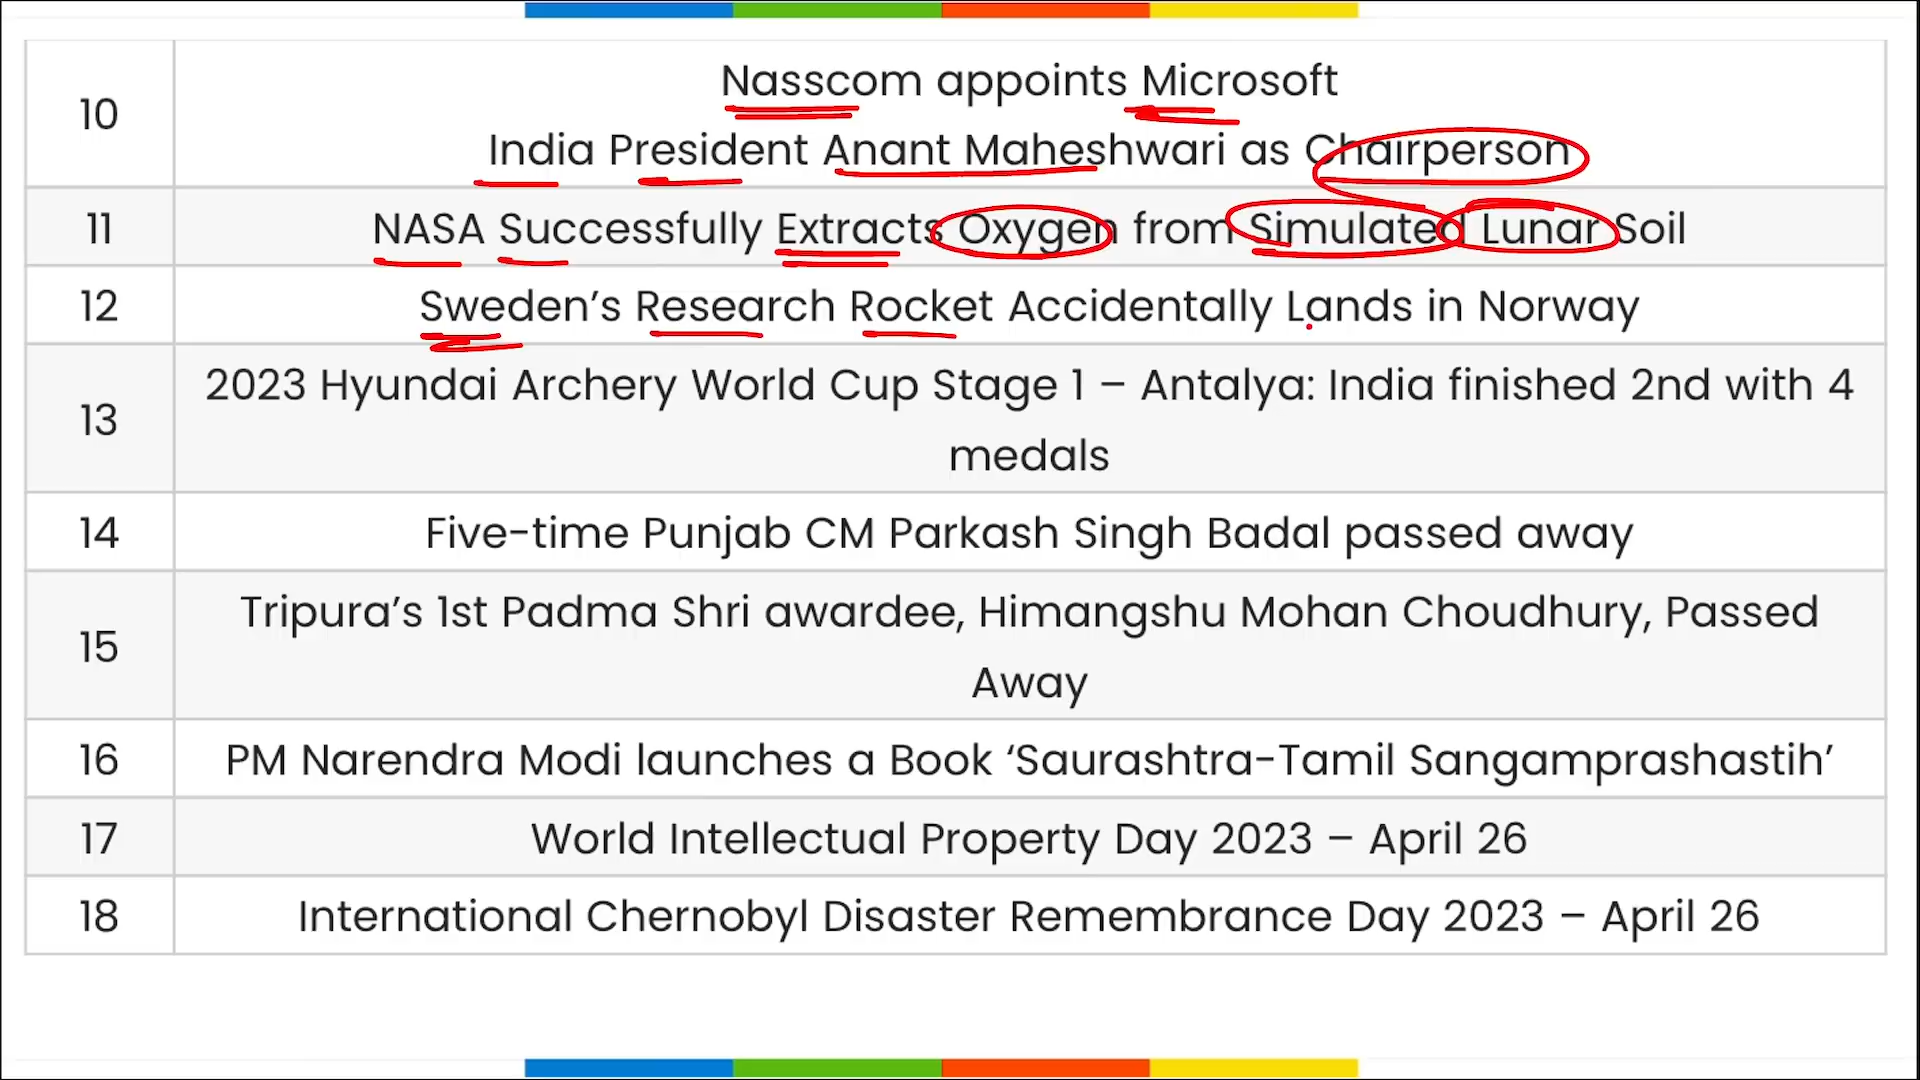 10
Nasscom appoints Microsoft
India President Anant Maheshwari as Chairperson
11
NASA Successfully Extracts Oxygen from Simulated Lunar Soil
12
Sweden’s Research Rocket Accidentally Lands in Norway
13
2023 Hyundai Archery World Cup Stage 1 – Antalya: India finished 2nd with 4
medals
14
Five-time Punjab CM Parkash Singh Badal passed away
15
Tripura’s 1st Padma Shri awardee, Himangshu Mohan Choudhury, Passed
Away
16
PM Narendra Modi launches a Book ‘Saurashtra-Tamil Sangamprashastih’
17
World Intellectual Property Day 2023 – April 26
18
International Chernobyl Disaster Remembrance Day 2023 – April 26